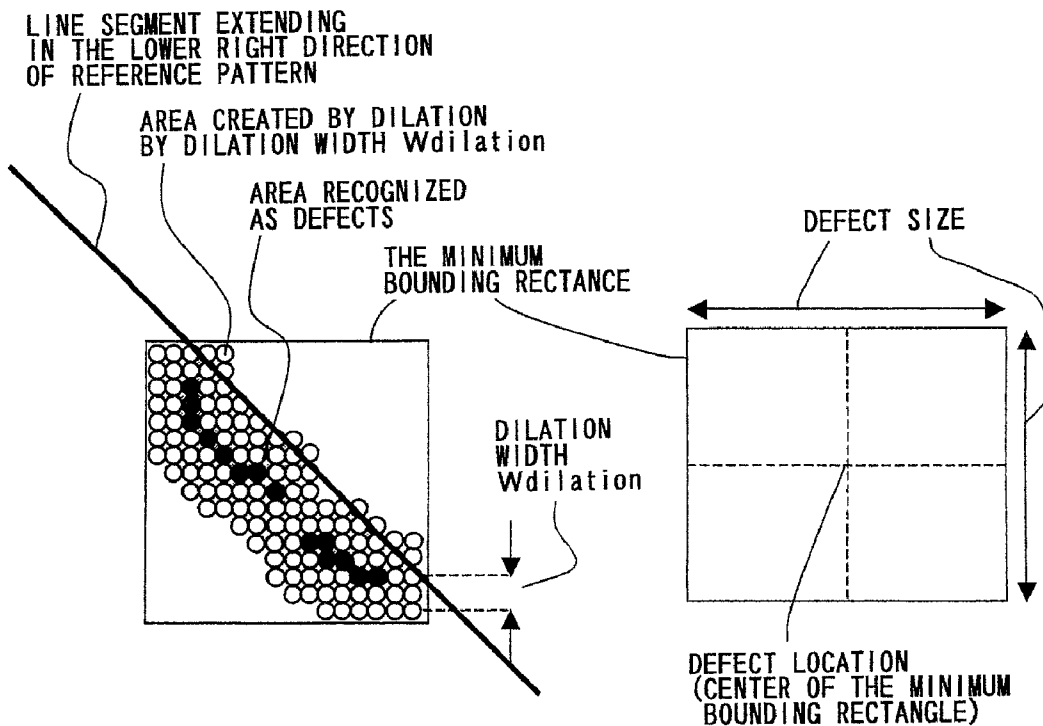 LINE SEGMENT EXTENDING
IN THE LOWER RIGHT DIRECTION
OF REFERENCE PATTERN
AREA CREATED BY DILATION
BY DILATION WIDTH Wdilation
AREA RECOGNIZED
AS DEFECTS
THE MINIMUM
BOUNDING RECTANCE
DEFECT SIZE
DILATION
WIDTH
Wdilation
DEFECT LOCATION
(CENTER OF THE MINIMUM
BOUNDING RECTANGLE)